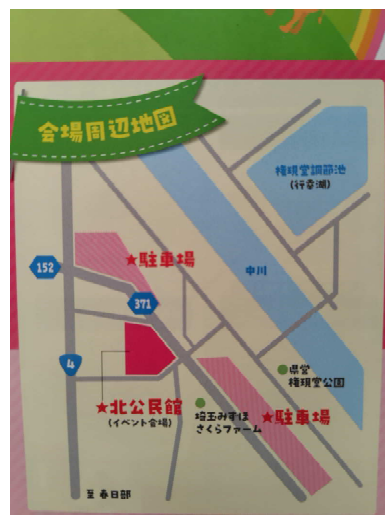 会場周辺地図
権現堂調節池
(行幸湖)
★駐車場
152
中川
371
4
県営
権現堂公園
★北公民館
(イベント会場)
埼玉みずほ
さくらファーム
★駐車場
至 春日部